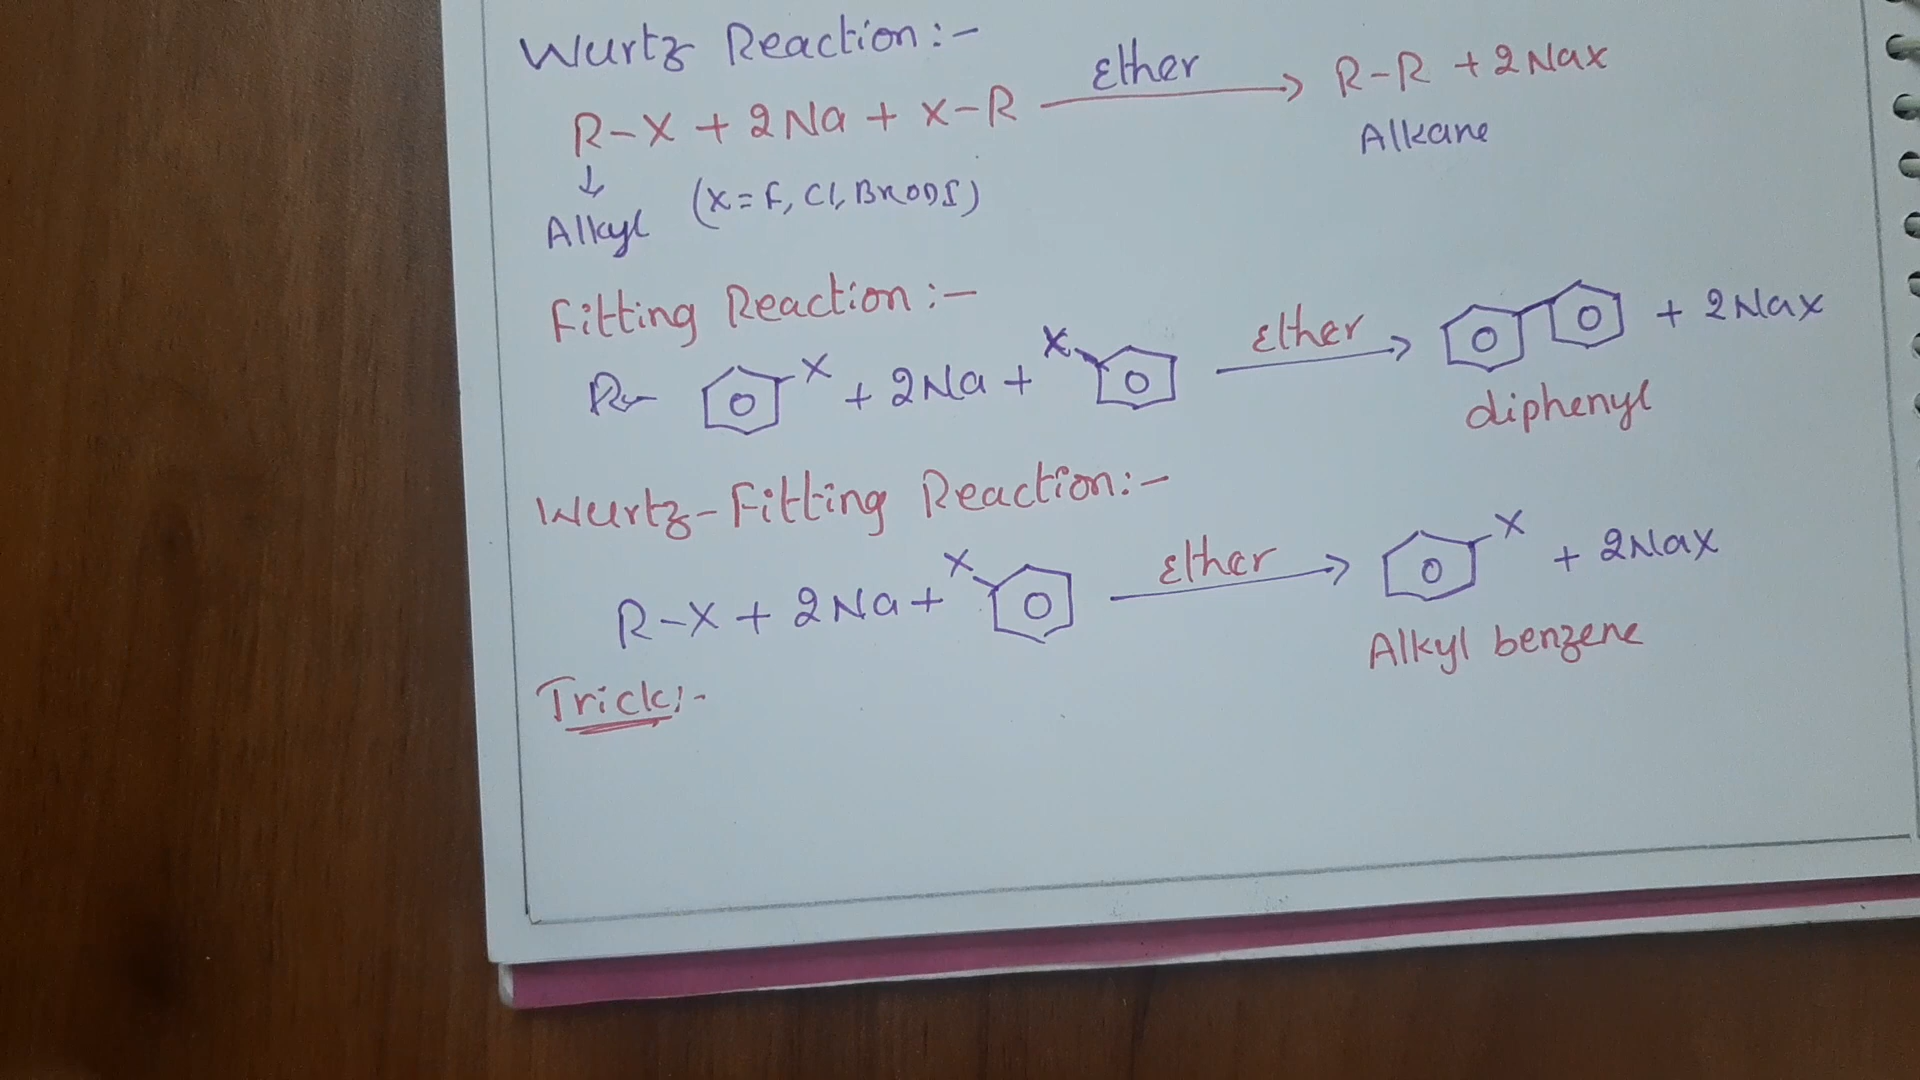 Wurtz Reaction:-
R-X + 2Na + X-R Ether → R-R + 2NaX
↓ Alkane
Alkyl (X = F, Cl, Br or I)
Fitting Reaction:-
X + 2Na + X Ether → + 2NaX
diphenyl
Wurtz-Fitting Reaction:-
R-X + 2Na + X Ether → X + 2NaX
Alkyl benzene
Trick:-